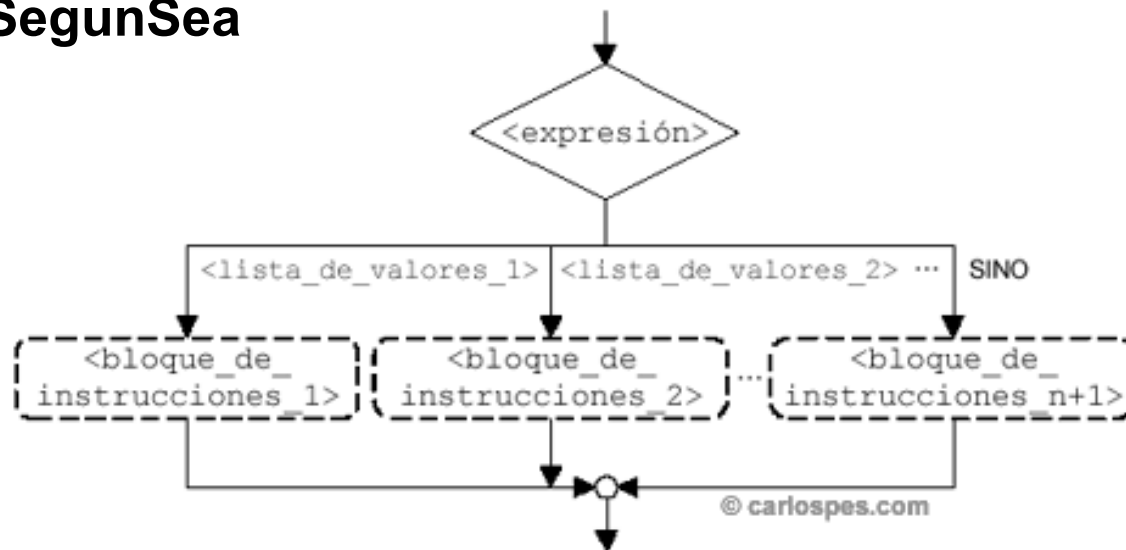 SegunSea
<expresión>
<lista_de_valores_1> <lista_de_valores_2> ... SINO
<bloque_de_
instrucciones_1>
<bloque_de_
instrucciones_2>
...
<bloque_de_
instrucciones_n+1>
© carlospes.com